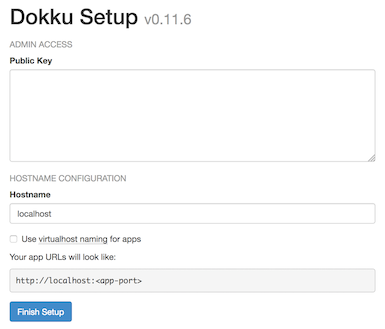 Dokku Setup v0.11.6
ADMIN ACCESS
Public Key
HOSTNAME CONFIGURATION
Hostname
localhost
Use virtualhost naming for apps
Your app URLs will look like:
http://localhost:<app-port>
Finish Setup